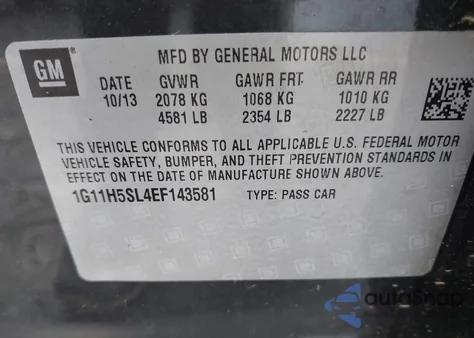 GM
MFD BY GENERAL MOTORS LLC
DATE GVWR GAWR FRT GAWR RR
10/13 2078 KG 1068 KG 1010 KG
4581 LB 2354 LB 2227 LB
THIS VEHICLE CONFORMS TO ALL APPLICABLE U.S. FEDERAL MOTOR
VEHICLE SAFETY, BUMPER, AND THEFT PREVENTION STANDARDS IN
EFFECT ON THE DATE OF MANUFACTURE SHOWN ABOVE.
1G11H5SL4EF143581 TYPE: PASS CAR
autoSnap